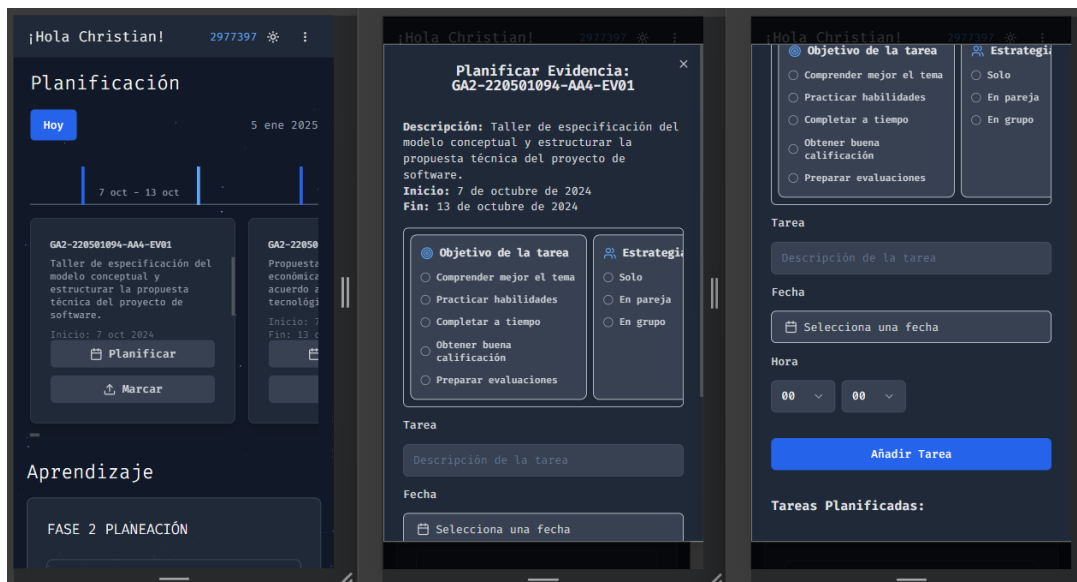 ¡Hola Christian! 2977397
Planificación
Hoy 5 ene 2025
7 oct – 13 oct
GA2-220501094-AA4-EV01
Taller de especificación del
modelo conceptual y
estructurar la propuesta
técnica del proyecto de
software.
Inicio: 7 oct 2024
Planificar
Marcar
GA2-22050
Propuesta
económica
acuerdo a
tecnológi
Inicio: 7
Fin: 13 o
Aprendizaje
FASE 2 PLANEACIÓN
¡Hola Christian! 2977397
Planificar Evidencia:
GA2-220501094-AA4-EV01
Descripción: Taller de especificación del
modelo conceptual y estructurar la
propuesta técnica del proyecto de
software.
Inicio: 7 de octubre de 2024
Fin: 13 de octubre de 2024
Objetivo de la tarea
Comprender mejor el tema
Practicar habilidades
Completar a tiempo
Obtener buena
calificación
Preparar evaluaciones
Estrategia
Solo
En pareja
En grupo
Tarea
Descripción de la tarea
Fecha
Selecciona una fecha
¡Hola Christian! 2977397
Objetivo de la tarea
Comprender mejor el tema
Practicar habilidades
Completar a tiempo
Obtener buena
calificación
Preparar evaluaciones
Estrategia
Solo
En pareja
En grupo
Tarea
Descripción de la tarea
Fecha
Selecciona una fecha
Hora
00 00
Añadir Tarea
Tareas Planificadas: